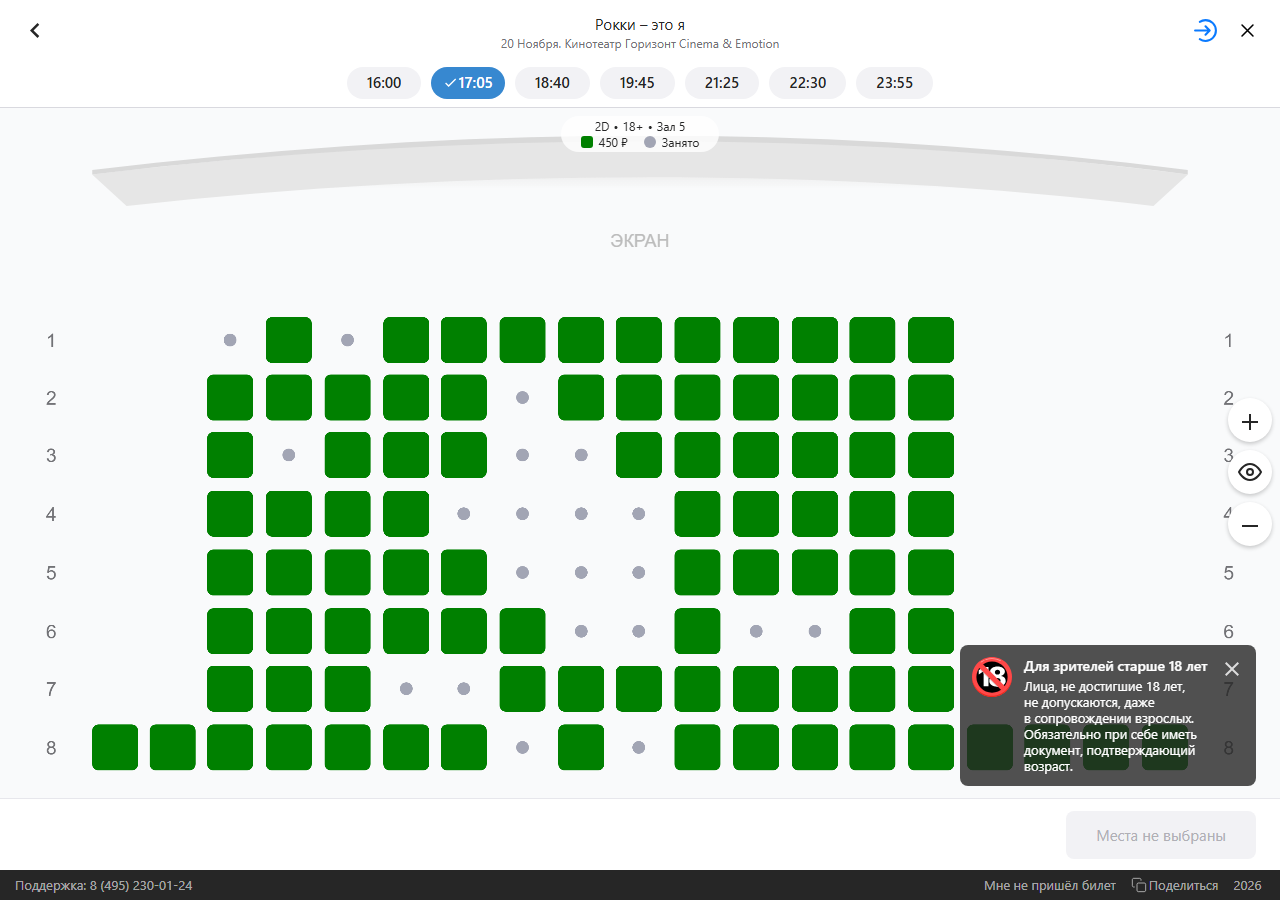 Рокки – это я
20 Ноября. Кинотеатр Горизонт Cinema & Emotion
16:00 17:05 18:40 19:45 21:25 22:30 23:55
2D • 18+ • Зал 5
450 ₽ Занято
ЭКРАН
1 1
2 2
3 3
4 4
5 5
6 6
7 7
8 8
18
Для зрителей старше 18 лет
Лица, не достигшие 18 лет,
не допускаются, даже
в сопровождении взрослых.
Обязательно при себе иметь
документ, подтверждающий
возраст.
Места не выбраны
Поддержка: 8 (495) 230-01-24 Мне не пришёл билет Поделиться 2026